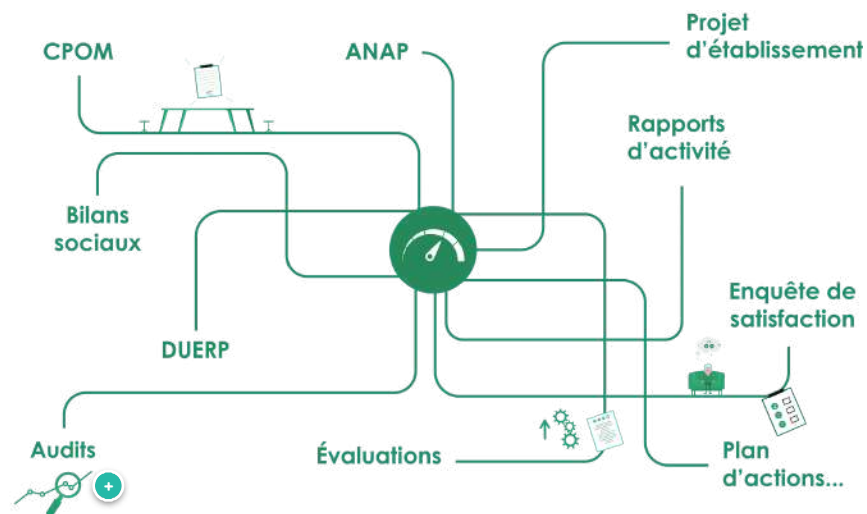 CPOM
ANAP
Projet
d'établissement
Rapports
d'activité
Bilans
sociaux
Enquête de
satisfaction
DUERP
Audits
Évaluations
Plan
d'actions...
+